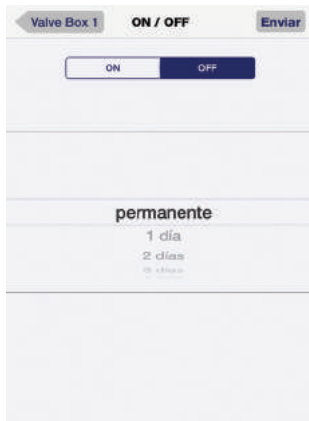 Valve Box 1 ON / OFF Enviar
ON OFF
permanente
1 día
2 días